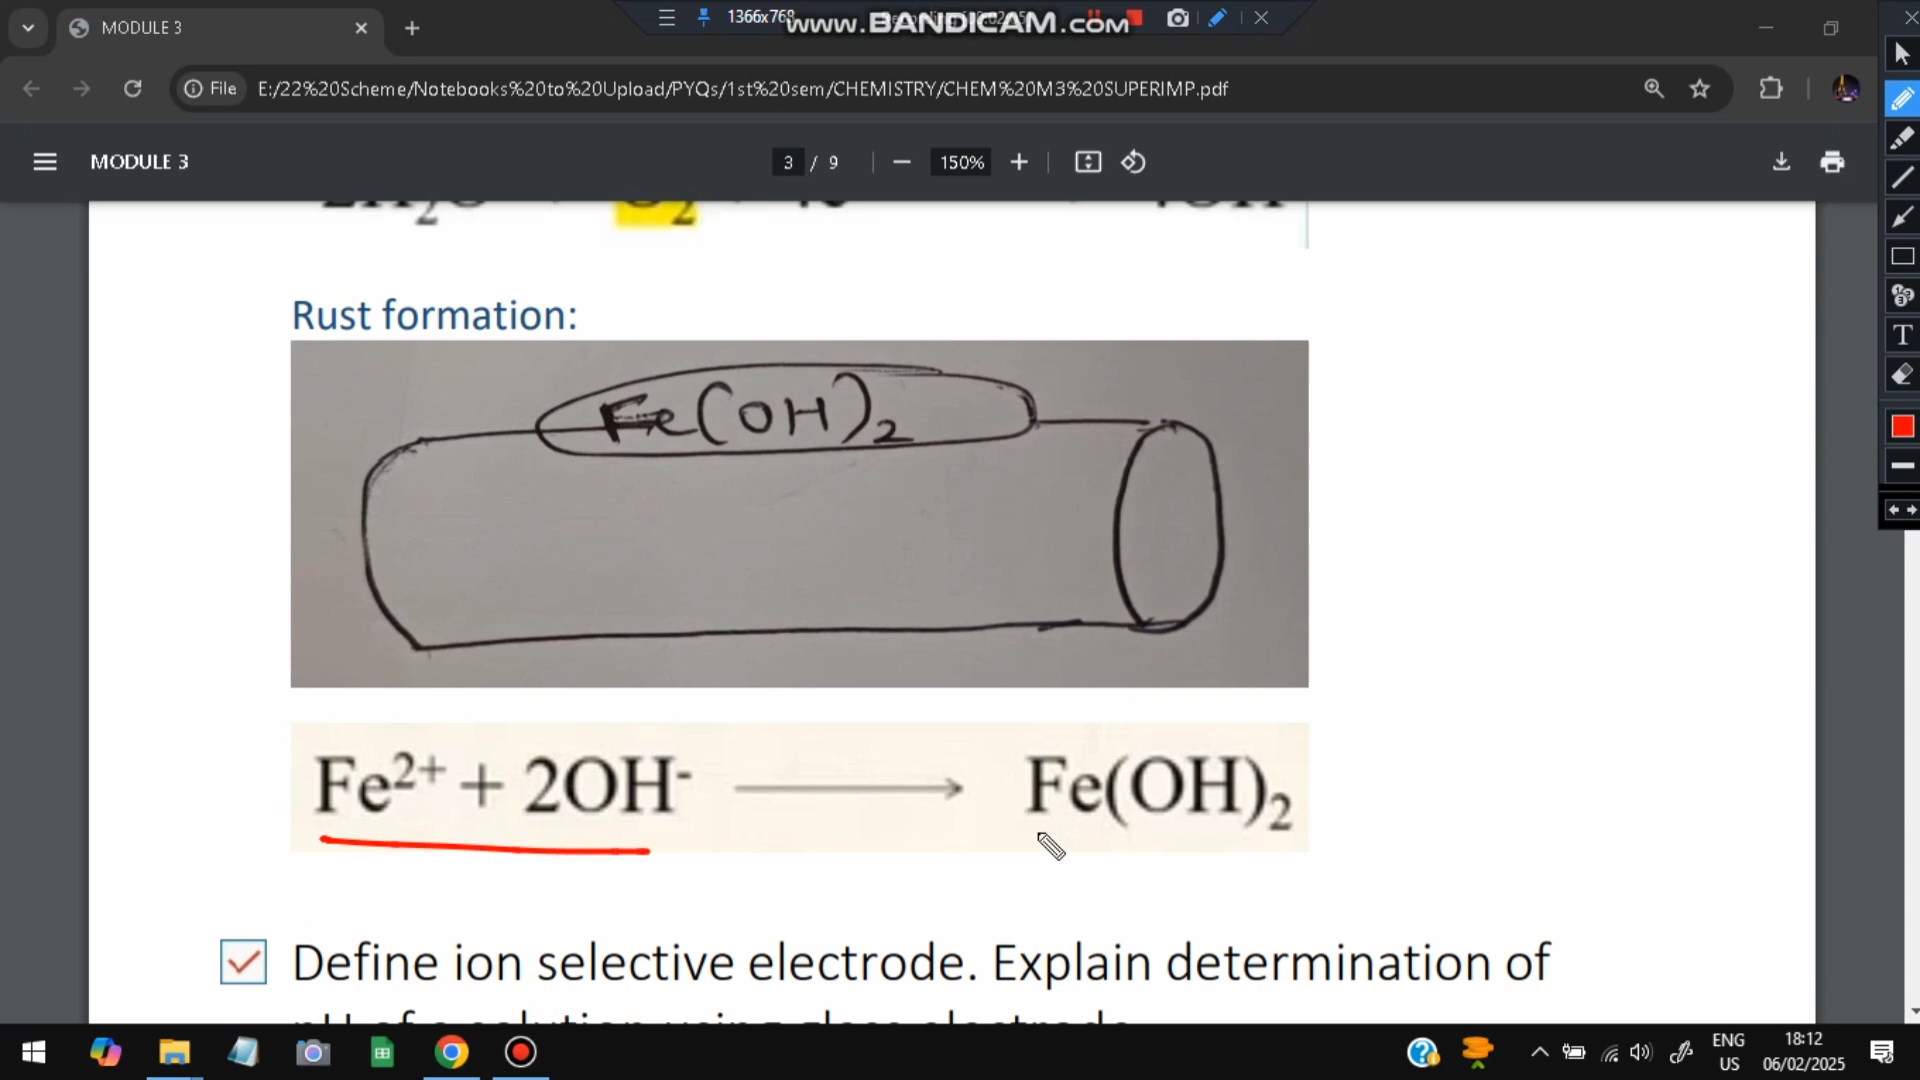 MODULE 3
1366x768
www.BANDICAM.com
File
E:/22%20Scheme/Notebooks%20to%20Upload/PYQs/1st%20sem/CHEMISTRY/CHEM%20M3%20SUPERIMP.pdf
MODULE 3
3 / 9
150%
Rust formation:
Fe(OH)2
Fe2+ + 2OH- → Fe(OH)2
Define ion selective electrode. Explain determination of
ENG
US
18:12
06/02/2025